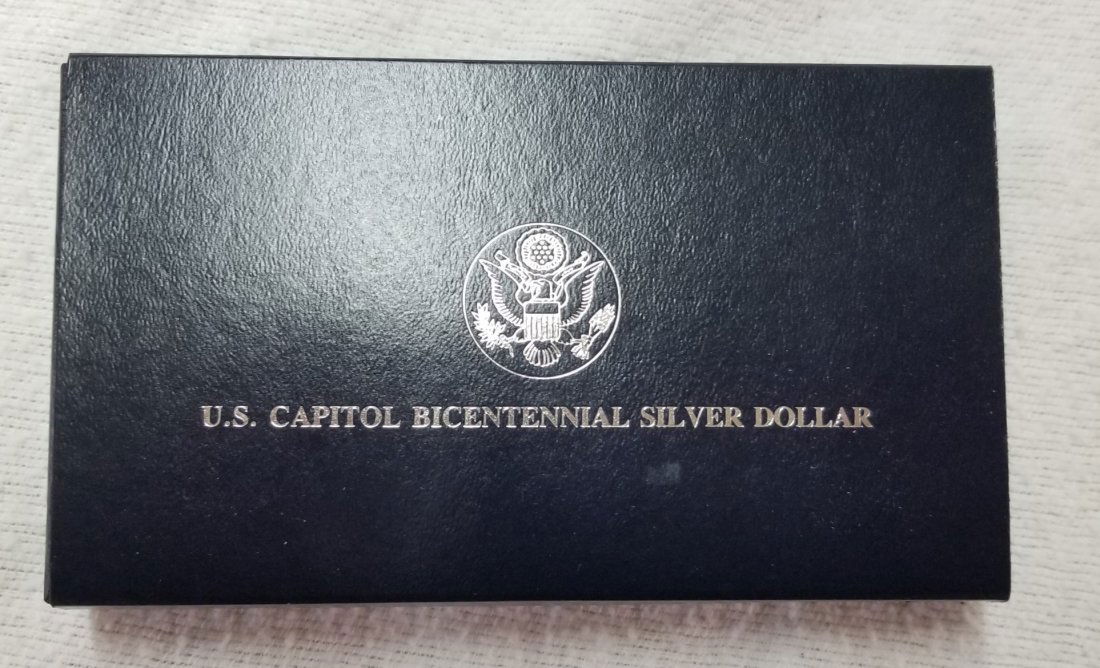 U.S. CAPITOL BICENTENNIAL SILVER DOLLAR